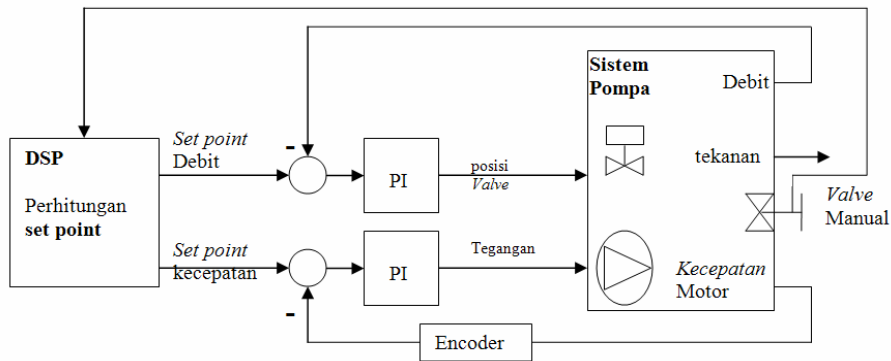 DSP
Perhitungan
set point
Set point
Debit
Set point
kecepatan
-
-
PI
PI
posisi
Valve
Tegangan
Encoder
Sistem
Pompa
Debit
tekanan
Kecepatan
Motor
Valve
Manual